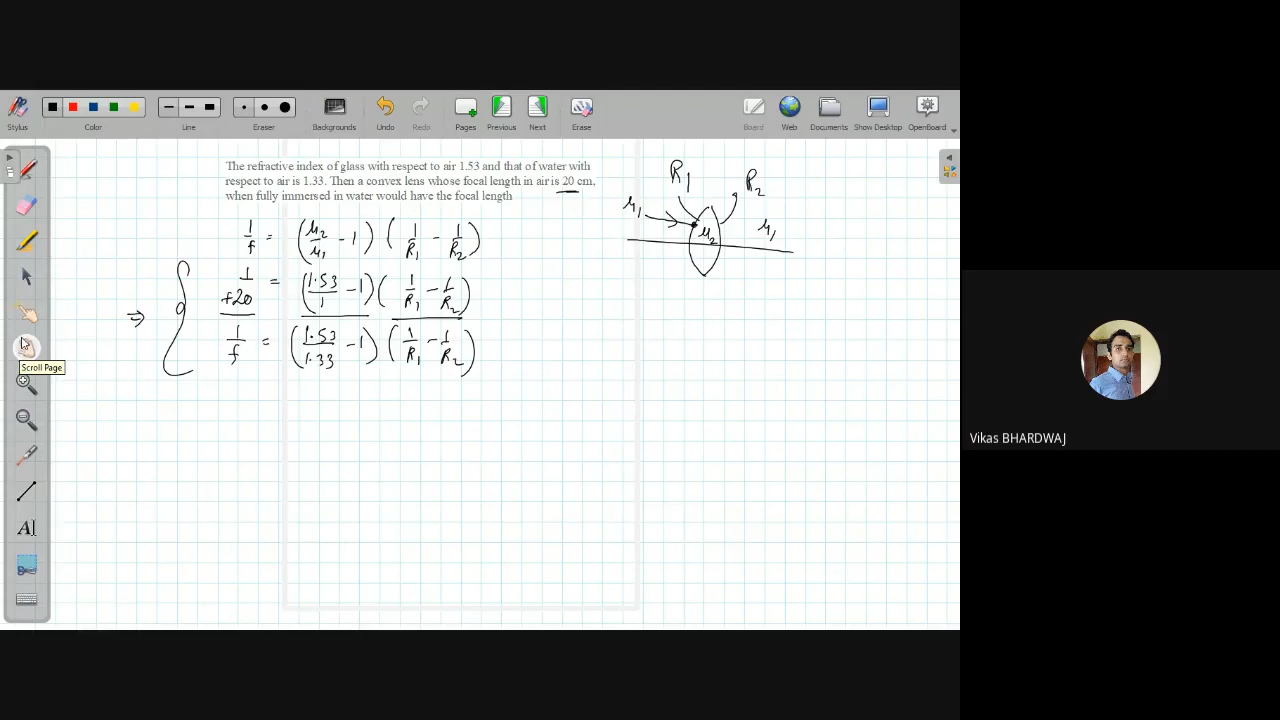 Stylus Color Line Eraser Backgrounds Undo Redo Pages Previous Next Erase Board Web Documents Show Desktop OpenBoard
The refractive index of glass with respect to air 1.53 and that of water with
respect to air is 1.33. Then a convex lens whose focal length in air is 20 cm,
when fully immersed in water would have the focal length
1/f = (μ2/μ1 - 1) (1/R1 - 1/R2)
⇒ 1/+20 = (1.53/1 - 1) (1/R1 - 1/R2)
1/f = (1.53/1.33 - 1) (1/R1 - 1/R2)
R1 R2
μ1 μ2 μ1
Scroll Page
A
Vikas BHARDWAJ